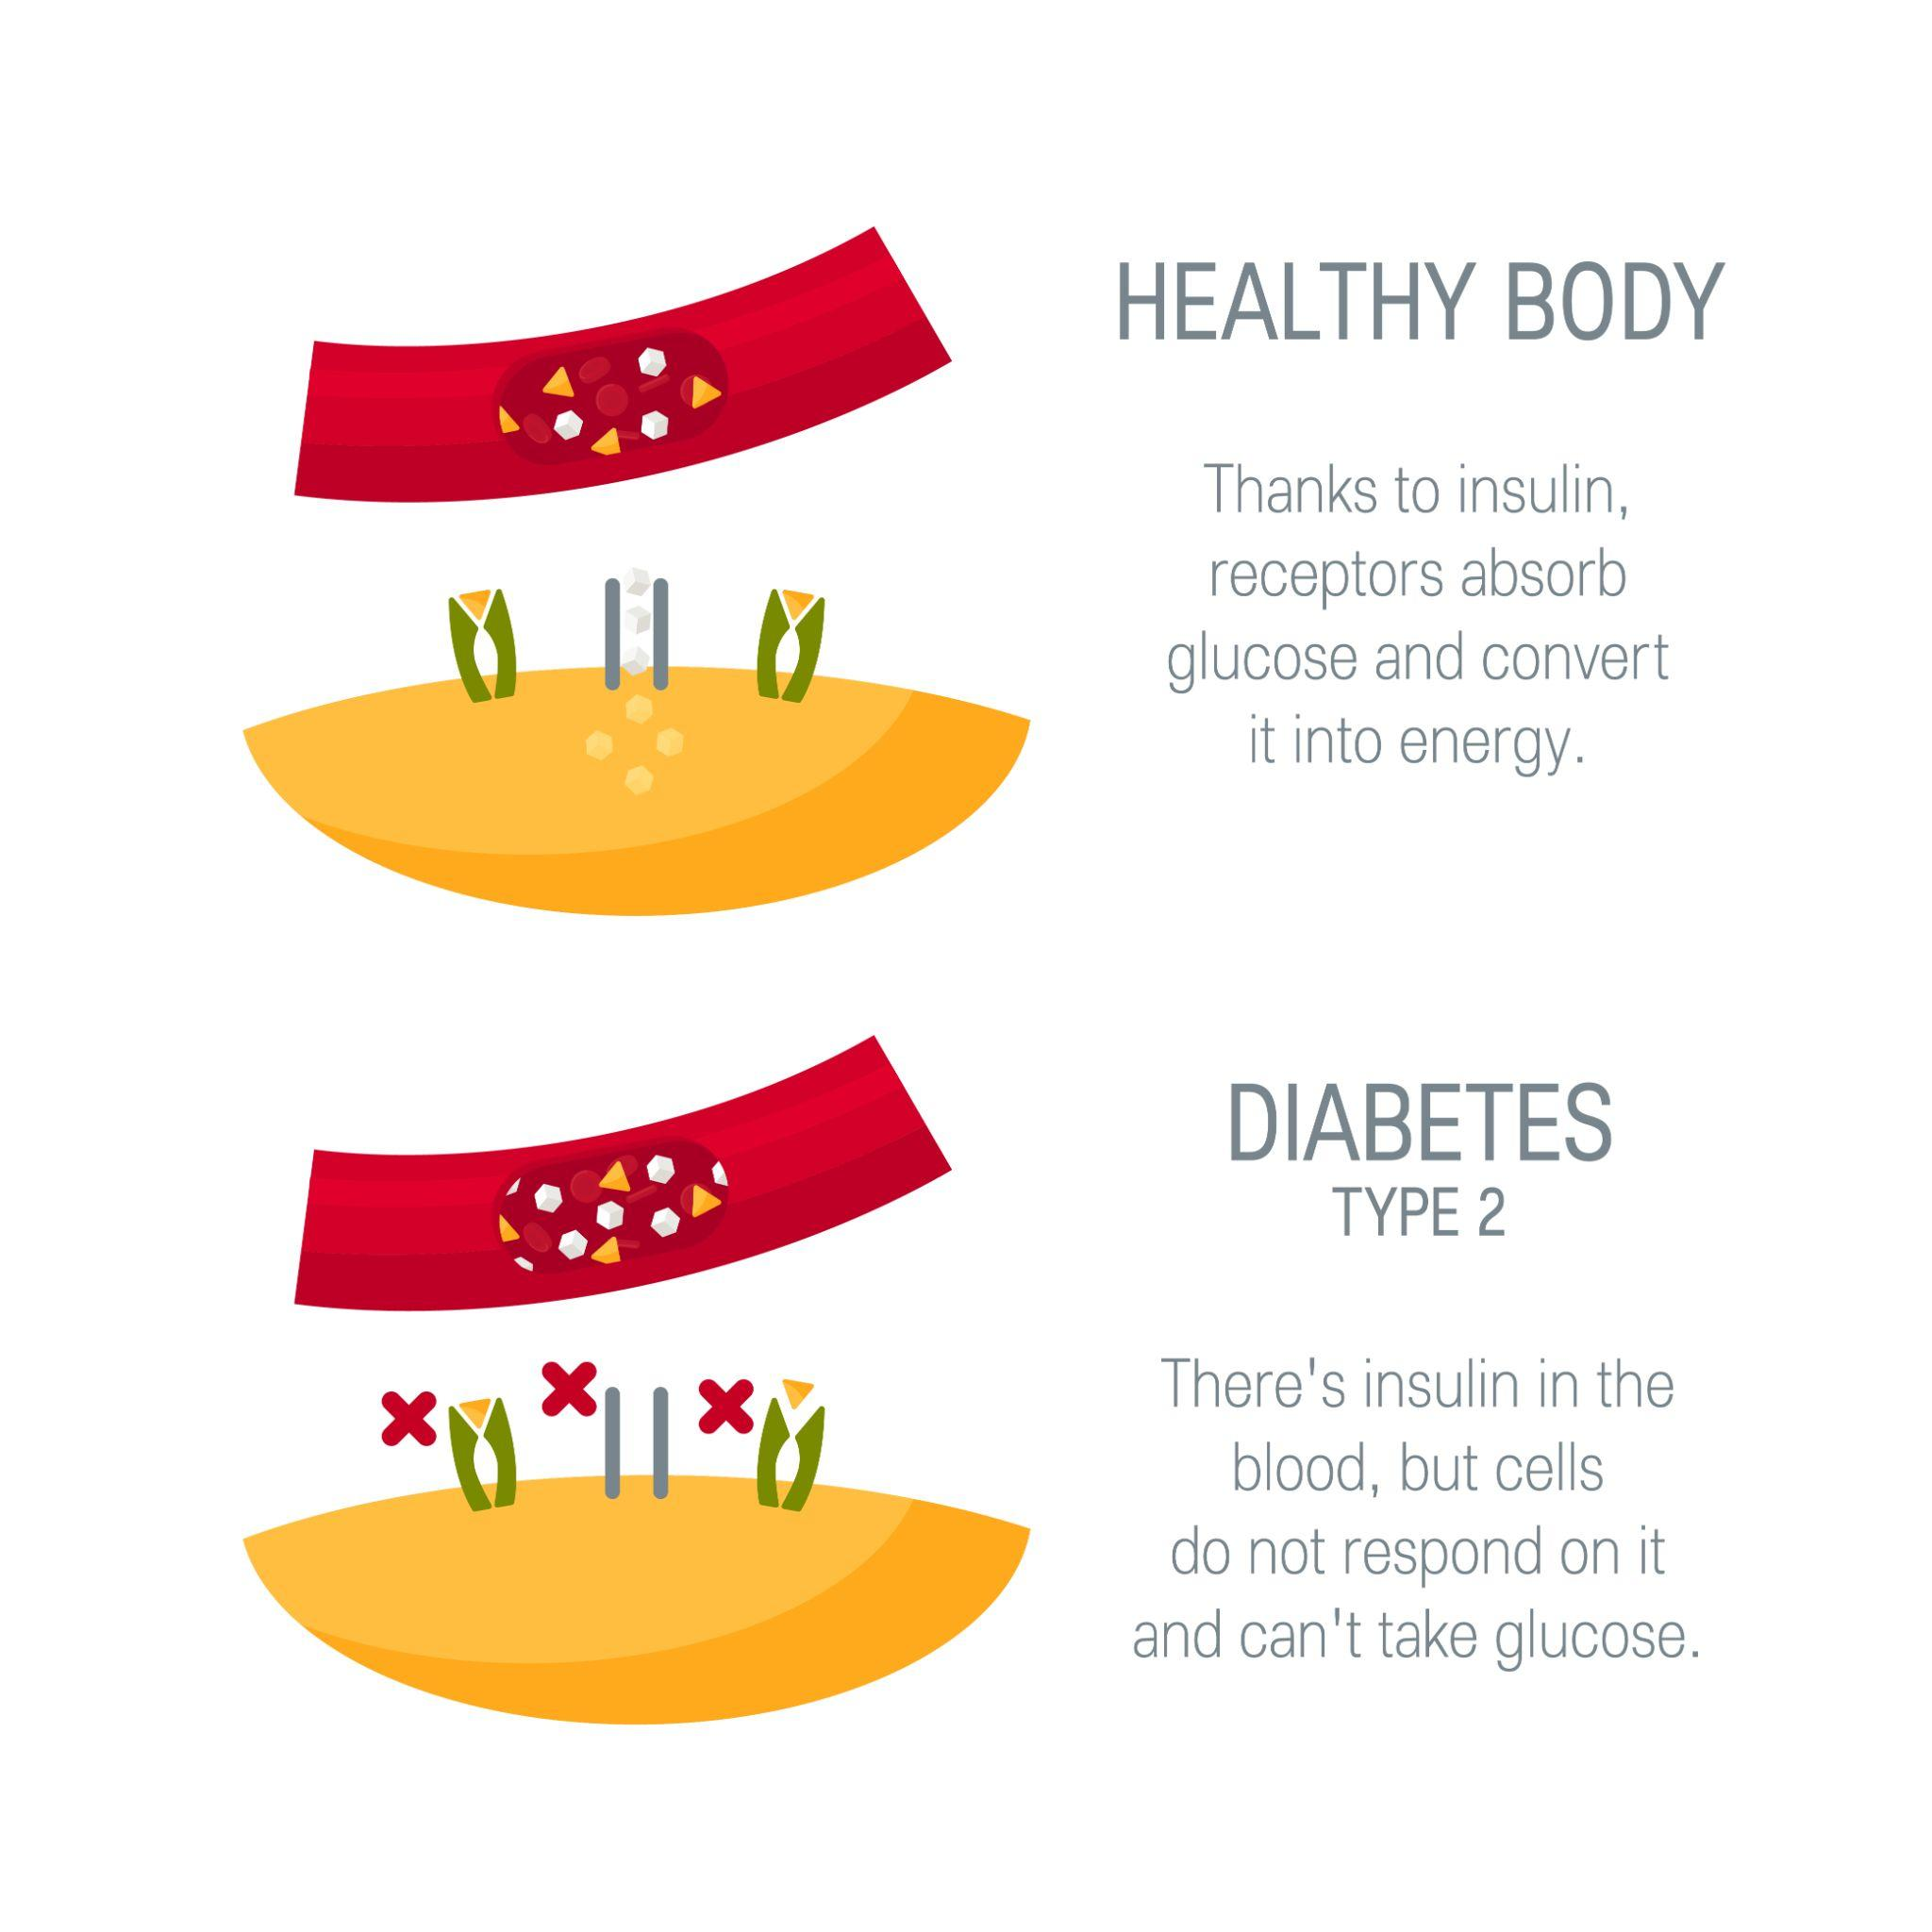 HEALTHY BODY
Thanks to insulin,
receptors absorb
glucose and convert
it into energy.
DIABETES
TYPE 2
There's insulin in the
blood, but cells
do not respond on it
and can't take glucose.